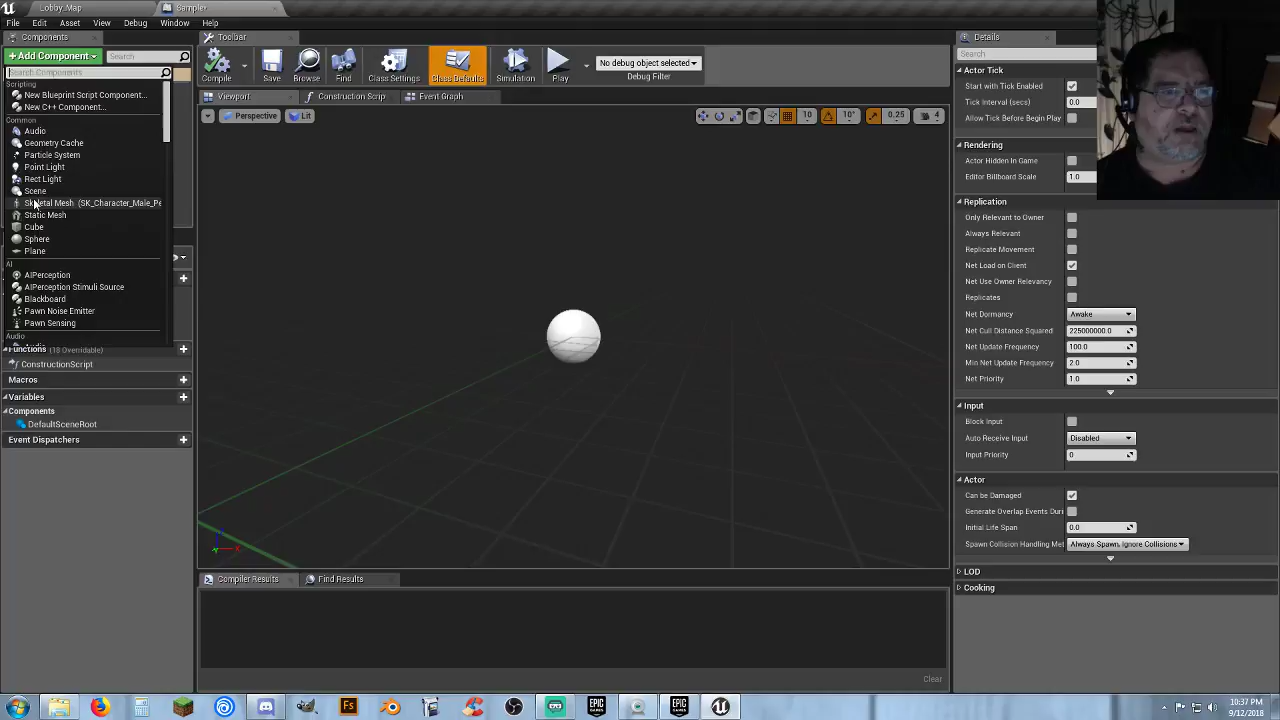 Lobby_Map
Sampler
File Edit Asset View Debug Window Help
Components
+ Add Component
Search
Search Components
Scripting
New Blueprint Script Component...
New C++ Component...
Common
Audio
Geometry Cache
Particle System
Point Light
Rect Light
Scene
Skeletal Mesh (SK_Character_Male_Pe
Static Mesh
Cube
Sphere
Plane
AI
AIPerception
AIPerception Stimuli Source
Blackboard
Pawn Noise Emitter
Pawn Sensing
Audio
Functions (18 Overridable)
ConstructionScript
Macros
Variables
Components
DefaultSceneRoot
Event Dispatchers
Toolbar
Compile
Save
Browse
Find
Class Settings
Class Defaults
Simulation
Play
No debug object selected
Debug Filter
Viewport
Construction Scrip
Event Graph
Perspective
Lit
10
10°
0.25
4
Compiler Results
Find Results
Clear
Details
Search
Actor Tick
Start with Tick Enabled
Tick Interval (secs) 0.0
Allow Tick Before Begin Play
Rendering
Actor Hidden In Game
Editor Billboard Scale 1.0
Replication
Only Relevant to Owner
Always Relevant
Replicate Movement
Net Load on Client
Net Use Owner Relevancy
Replicates
Net Dormancy Awake
Net Cull Distance Squared 225000000.0
Net Update Frequency 100.0
Min Net Update Frequency 2.0
Net Priority 1.0
Input
Block Input
Auto Receive Input Disabled
Input Priority 0
Actor
Can be Damaged
Generate Overlap Events Duri
Initial Life Span 0.0
Spawn Collision Handling Met Always Spawn, Ignore Collisions
LOD
Cooking
Fs
EPIC GAMES
EPIC GAMES
10:37 PM
9/12/2018